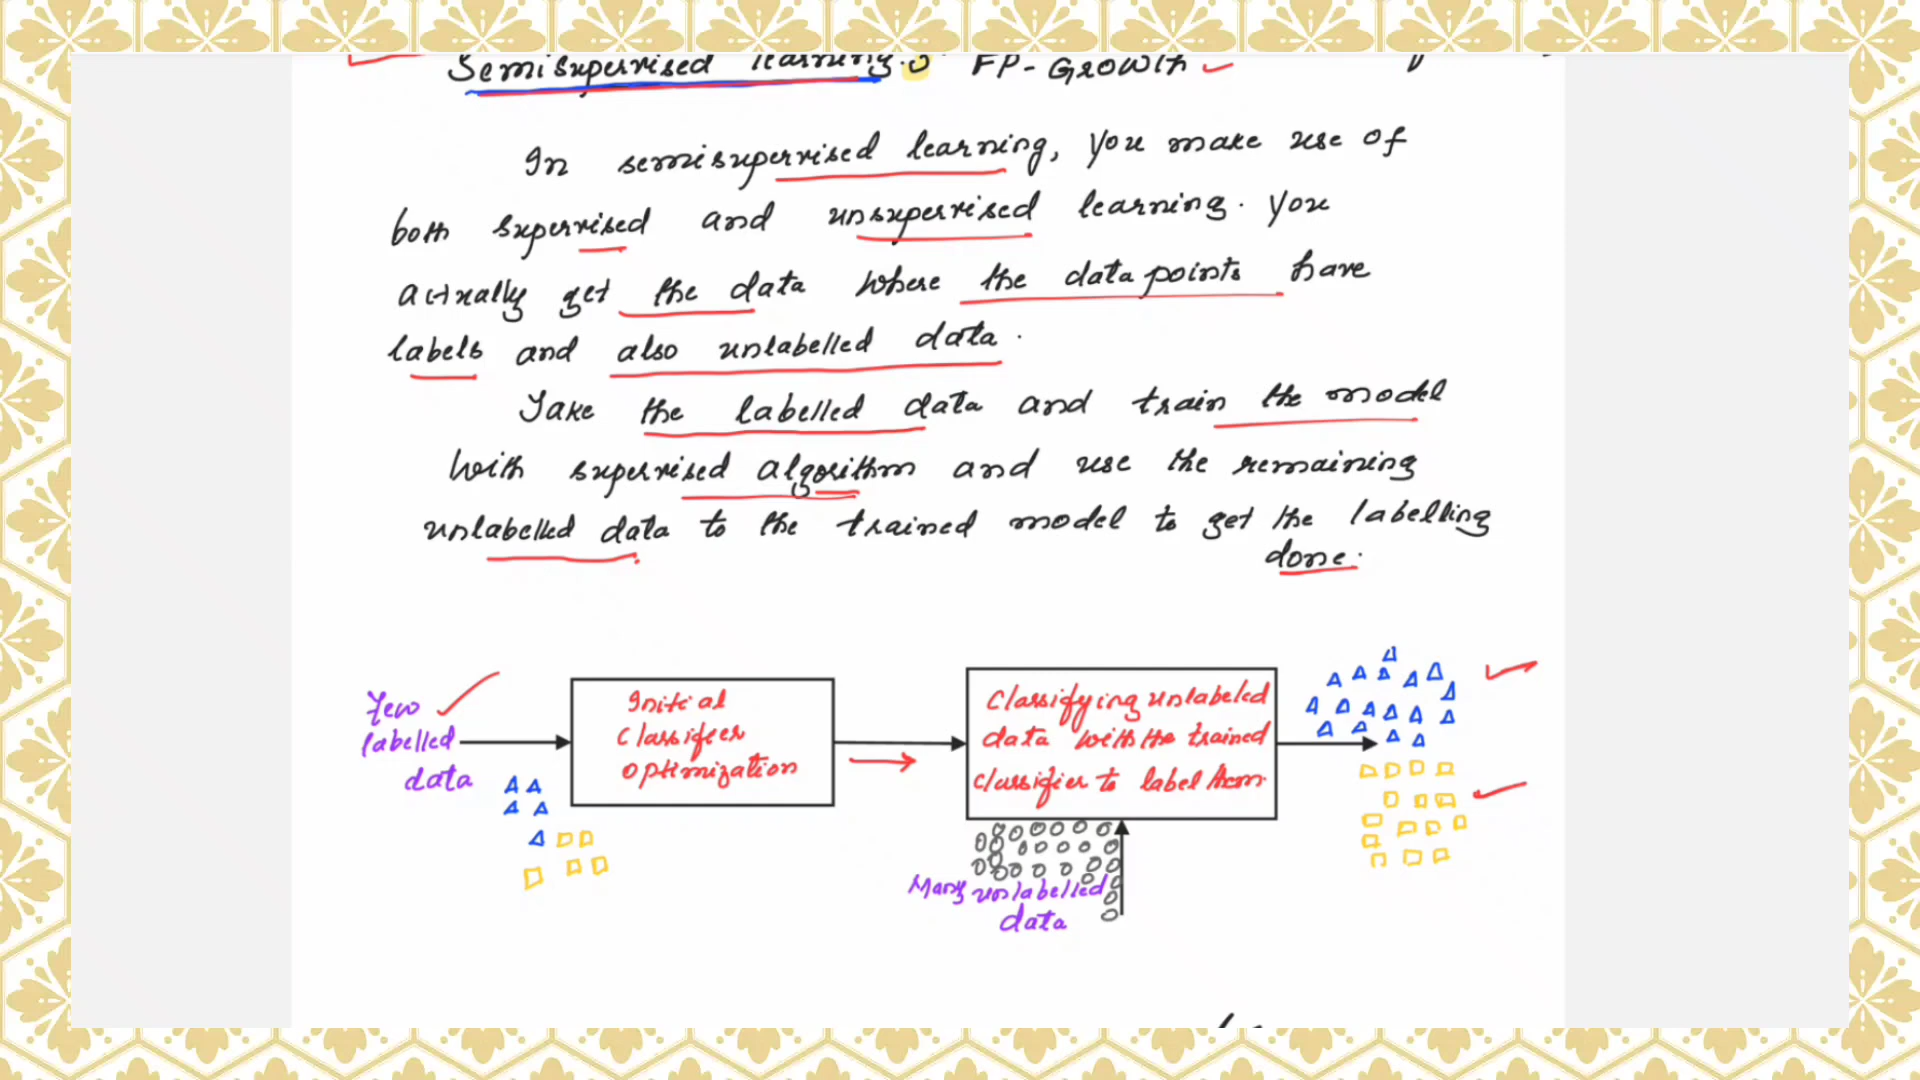 Semisupervised learning:- FP-Growth
In semisupervised learning, you make use of
both supervised and unsupervised learning. you
actually get the data where the data points have
labels and also unlabelled data.
Take the labelled data and train the model
with supervised algorithm and use the remaining
unlabelled data to the trained model to get the labelling
done.
Few
labelled
data
Initial
Classifier
optimization
Classifying unlabeled
data with the trained
classifier to label them.
Many unlabelled
data